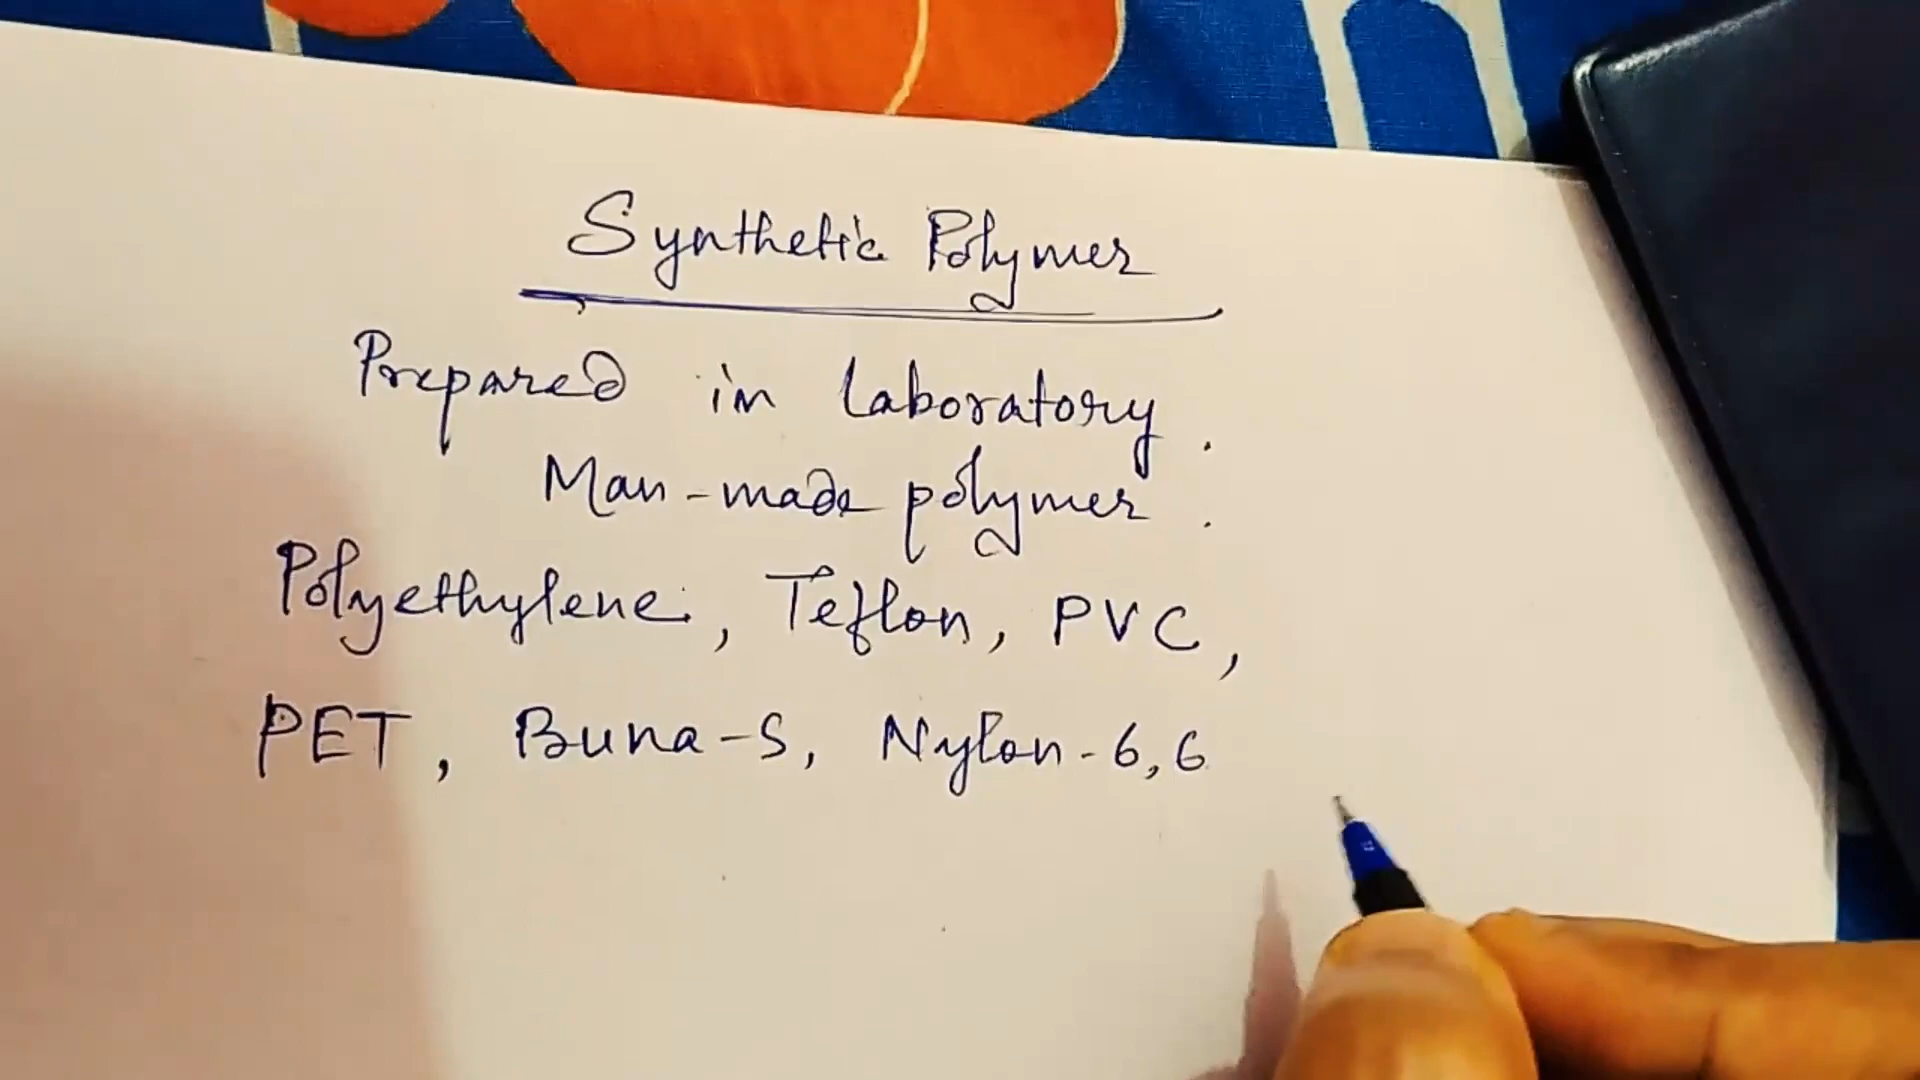 Synthetic Polymer
Prepared in Laboratory.
Man-made polymer.
Polyethylene, Teflon, PVC,
PET, Buna-S, Nylon-6,6